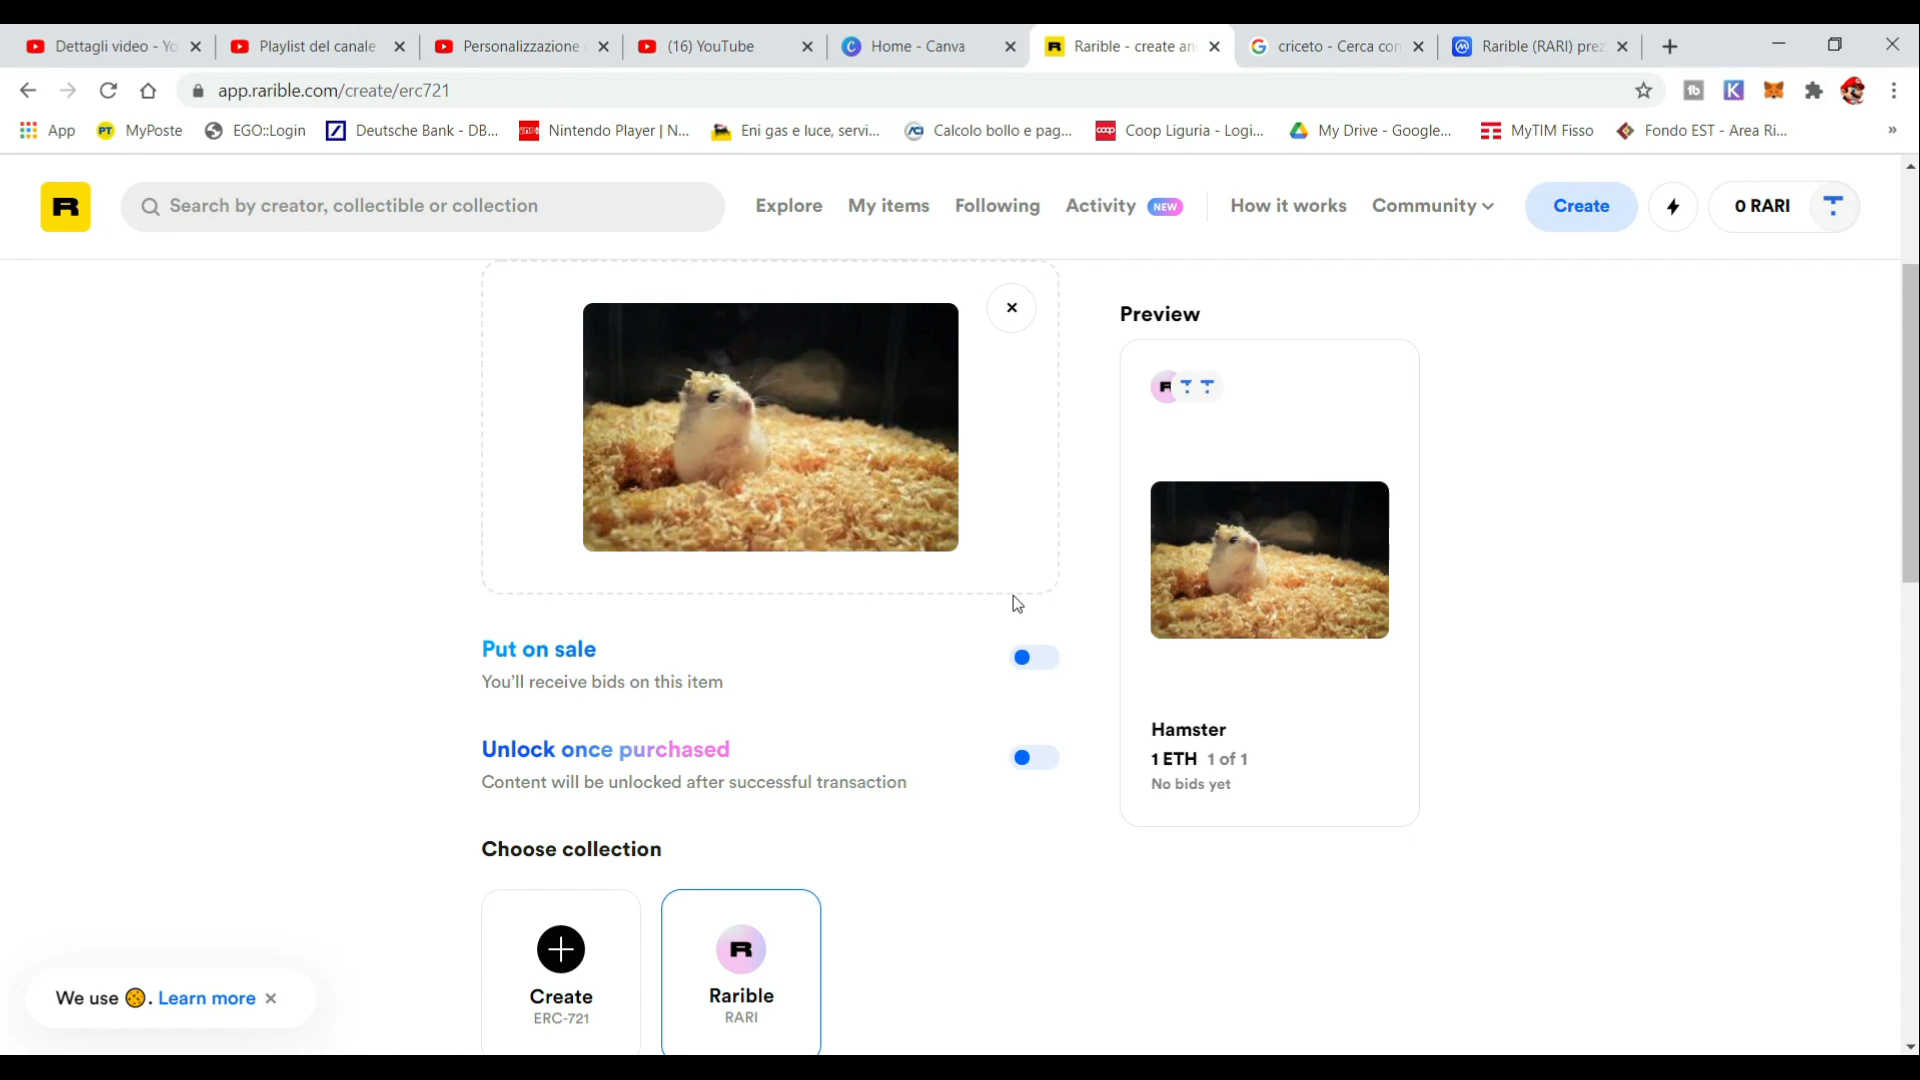 Dettagli video - Yo
Playlist del canale
Personalizzazione
(16) YouTube
Home - Canva
Rarible - create an
criceto - Cerca con
Rarible (RARI) prez
app.rarible.com/create/erc721
App
MyPoste
EGO::Login
Deutsche Bank - DB...
Nintendo Player | N...
Eni gas e luce, servi...
Calcolo bollo e pag...
Coop Liguria - Logi...
My Drive - Google...
MyTIM Fisso
Fondo EST - Area Ri...
»
R
Search by creator, collectible or collection
Explore
My items
Following
Activity NEW
How it works
Community
Create
0 RARI
Preview
Put on sale
You'll receive bids on this item
Unlock once purchased
Content will be unlocked after successful transaction
Hamster
1 ETH 1 of 1
No bids yet
Choose collection
Create
ERC-721
R
Rarible
RARI
We use 🍪. Learn more